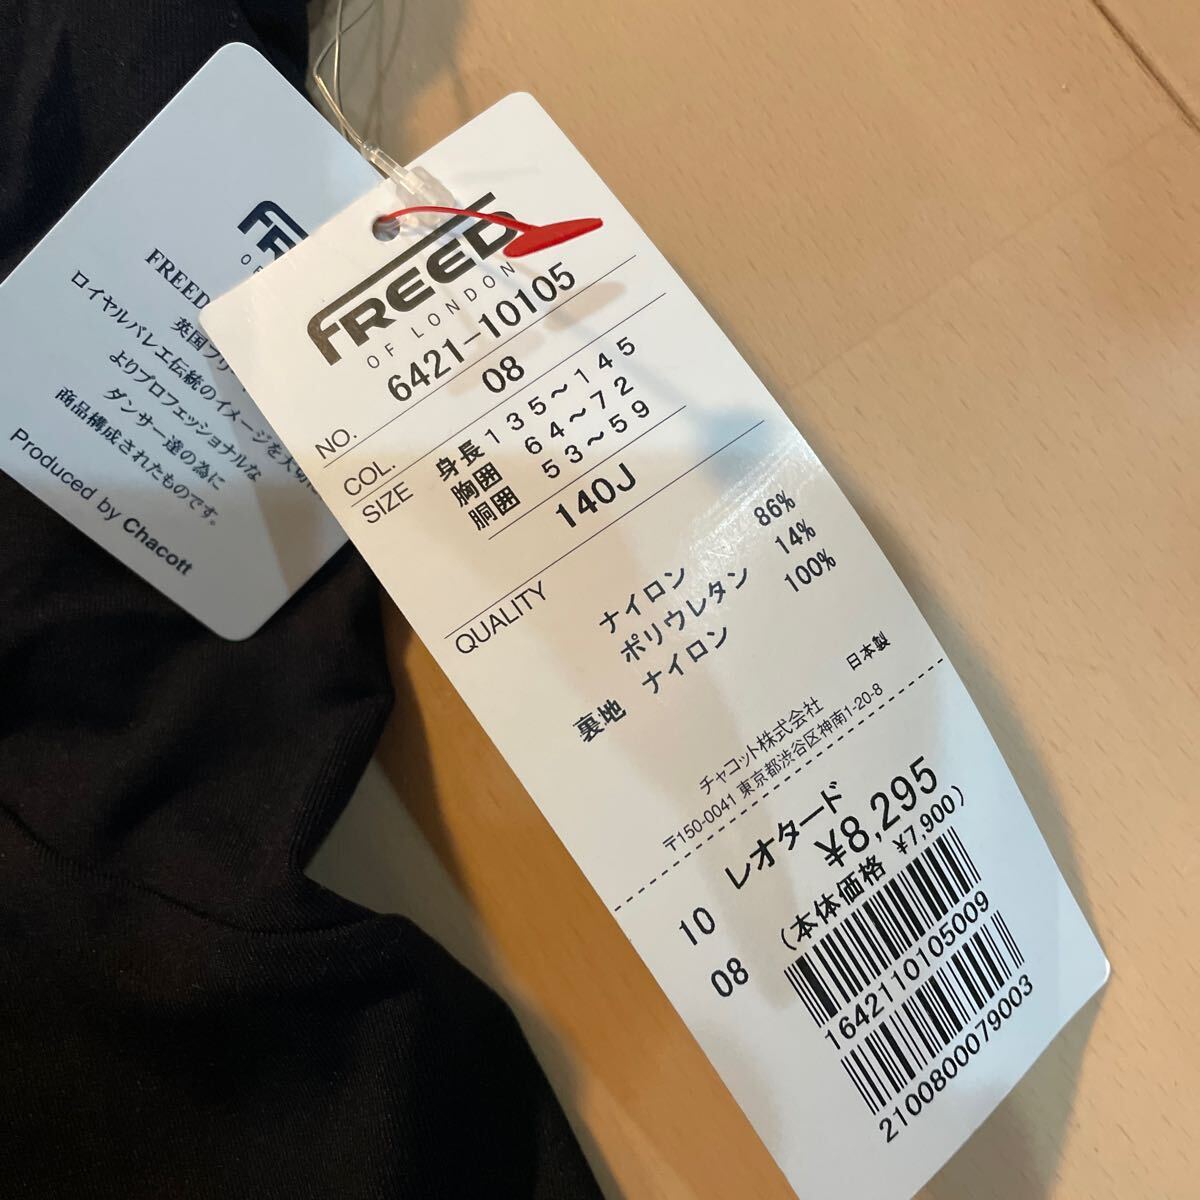 FREED
OF LONDON
NO. 6421-10105
COL. 08
SIZE 身長135～145
胸囲 64～72
胴囲 53～59
140J
QUALITY
ナイロン 86%
ポリウレタン 14%
裏地 ナイロン 100%
日本製
チャコット株式会社
〒150-0041 東京都渋谷区神南1-20-8
レオタード
10 ¥8,295
08 (本体価格 ¥7,900)
1642110105009
2100800079003
FREED
英国フリ
ロイヤルバレエ伝統のイメージを大切に
よりプロフェッショナルな
ダンサー達の為に
商品構成されたものです。
Produced by Chacott